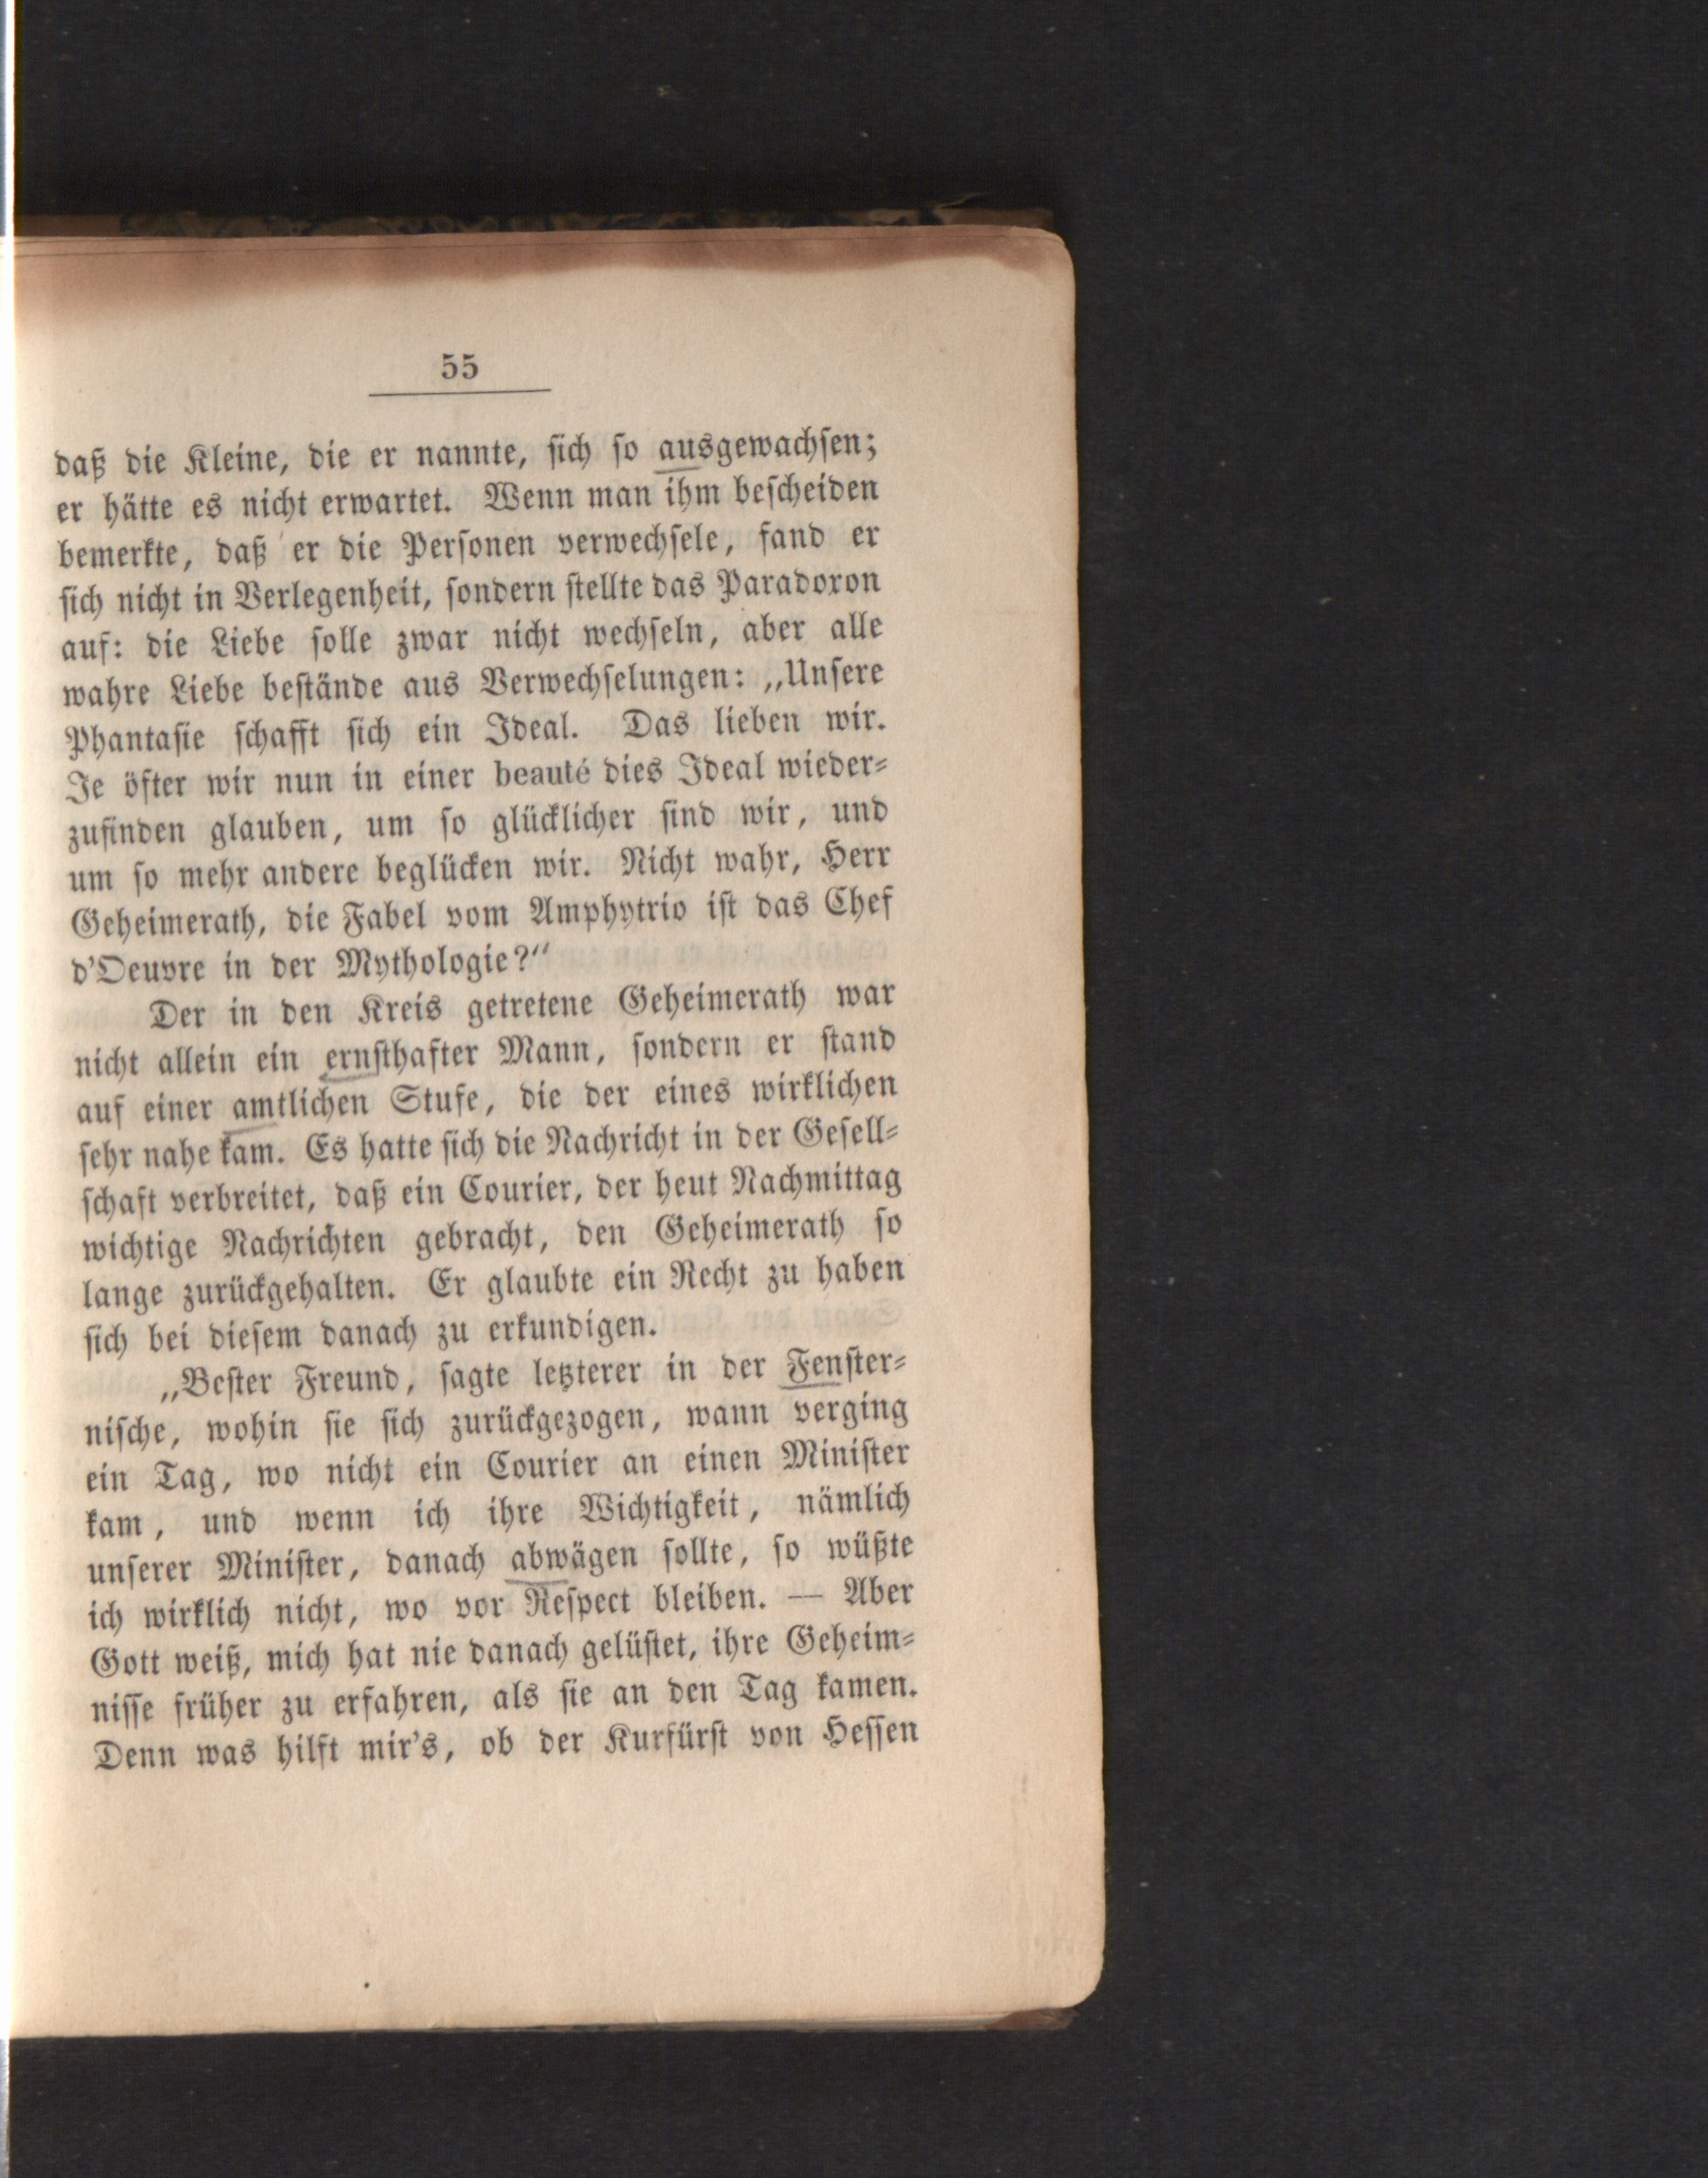 55
daß die Kleine, die er nannte, ſich ſo ausgewachſen;
er hätte es nicht erwartet. Wenn man ihm beſcheiden
bemerkte, daß er die Perſonen verwechſele, fand er
ſich nicht in Verlegenheit, ſondern ſtellte das Paradoxon
auf: die Liebe ſolle zwar nicht wechſeln, aber alle
wahre Liebe beſtände aus Verwechſelungen: „Unſere
Phantaſie ſchafft ſich ein Ideal. Das lieben wir.
Je öfter wir nun in einer beauté dies Ideal wieder⸗
zufinden glauben, um ſo glücklicher ſind wir, und
um ſo mehr andere beglücken wir. Nicht wahr, Herr
Geheimerath, die Fabel vom Amphytrio iſt das Chef
d'Oeuvre in der Mythologie?“
Der in den Kreis getretene Geheimerath war
nicht allein ein ernſthafter Mann, ſondern er ſtand
auf einer amtlichen Stufe, die der eines wirklichen
ſehr nahe kam. Es hatte ſich die Nachricht in der Geſell⸗
ſchaft verbreitet, daß ein Courier, der heut Nachmittag
wichtige Nachrichten gebracht, den Geheimerath ſo
lange zurückgehalten. Er glaubte ein Recht zu haben
ſich bei dieſem danach zu erkundigen.
„Beſter Freund, ſagte letzterer in der Fenſter⸗
niſche, wohin ſie ſich zurückgezogen, wann verging
ein Tag, wo nicht ein Courier an einen Miniſter
kam, und wenn ich ihre Wichtigkeit, nämlich
unſerer Miniſter, danach abwägen ſollte, ſo wüßte
ich wirklich nicht, wo vor Reſpect bleiben. — Aber
Gott weiß, mich hat nie danach gelüſtet, ihre Geheim⸗
niſſe früher zu erfahren, als ſie an den Tag kamen.
Denn was hilft mir's, ob der Kurfürſt von Heſſen